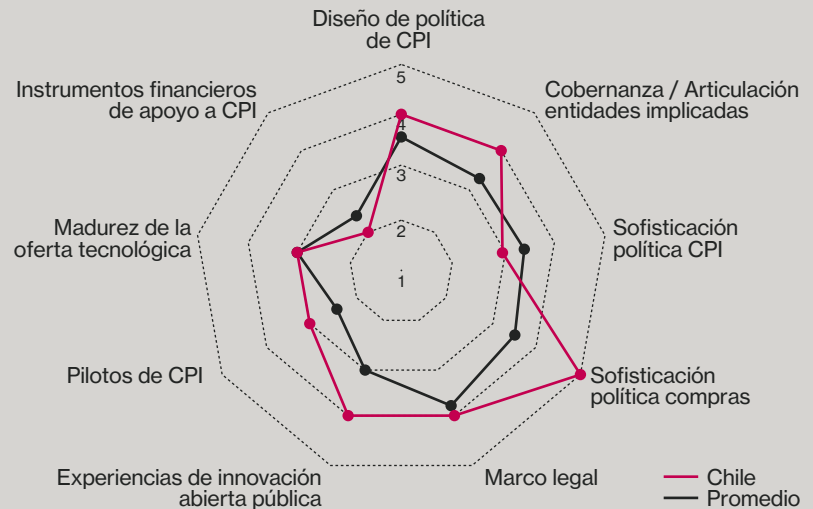 Diseño de política
de CPI
Instrumentos financieros
de apoyo a CPI
Cobernanza / Articulación
entidades implicadas
5
4
3
2
1
Madurez de la
oferta tecnológica
Sofisticación
política CPI
Pilotos de CPI
Sofisticación
política compras
Experiencias de innovación
abierta pública
Marco legal
Chile
Promedio